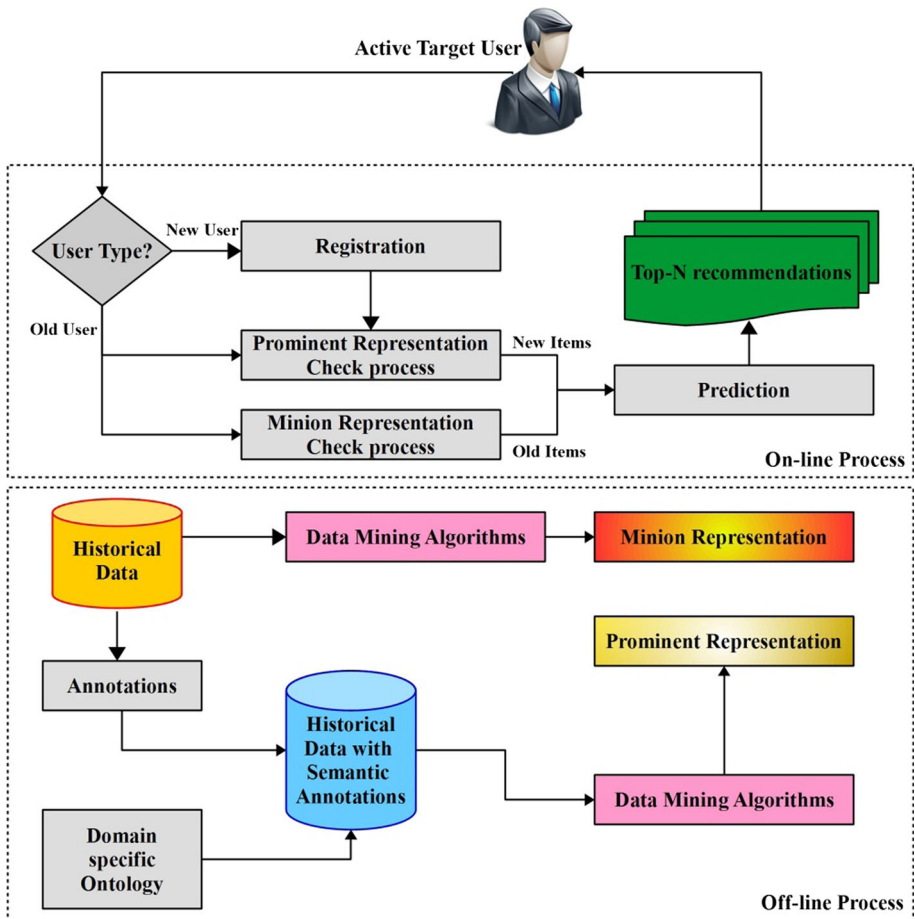 Active Target User
User Type?
New User
Registration
Old User
Prominent Representation
Check process
New Items
Minion Representation
Check process
Old Items
Prediction
Top-N recommendations
On-line Process
Historical
Data
Data Mining Algorithms
Minion Representation
Prominent Representation
Annotations
Historical
Data with
Semantic
Annotations
Data Mining Algorithms
Domain
specific
Ontology
Off-line Process